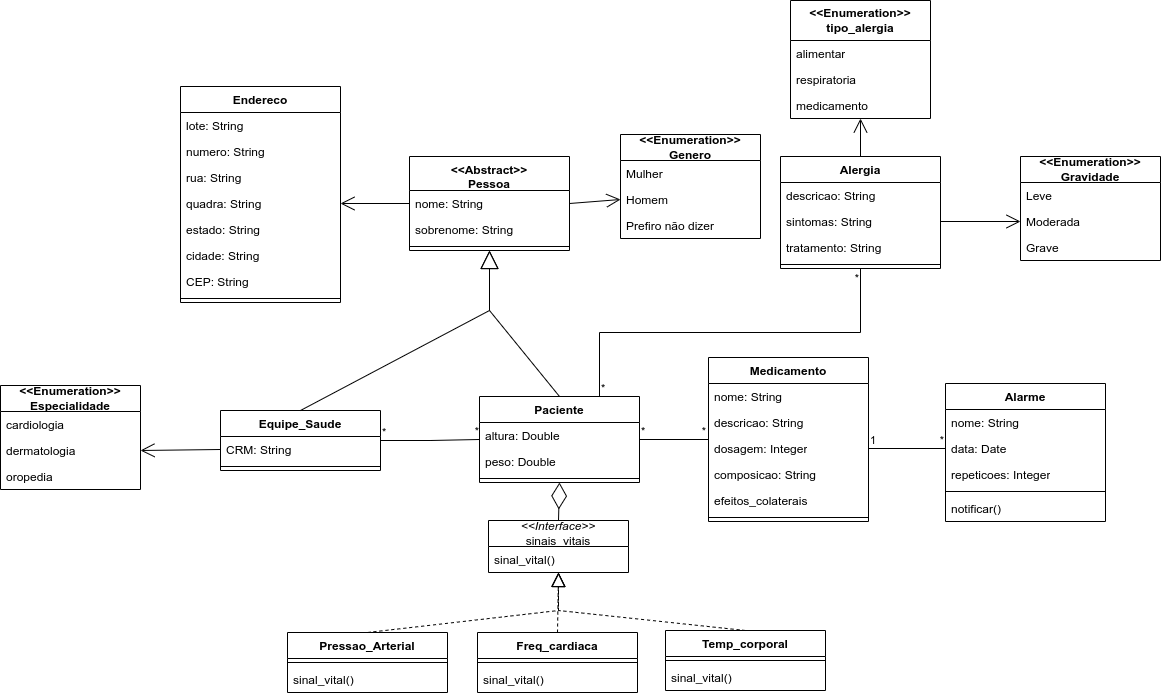 <<Enumeration>>
tipo_alergia
alimentar
respiratoria
medicamento
Endereco
lote: String
numero: String
rua: String
quadra: String
estado: String
cidade: String
CEP: String
<<Abstract>>
Pessoa
nome: String
sobrenome: String
<<Enumeration>>
Genero
Mulher
Homem
Prefiro não dizer
Alergia
descricao: String
sintomas: String
tratamento: String
*
<<Enumeration>>
Gravidade
Leve
Moderada
Grave
<<Enumeration>>
Especialidade
cardiologia
dermatologia
oropedia
Equipe_Saude
CRM: String
*
*
*
Paciente
altura: Double
peso: Double
*
*
Medicamento
nome: String
descricao: String
dosagem: Integer
composicao: String
efeitos_colaterais
1
*
Alarme
nome: String
data: Date
repeticoes: Integer
notificar()
<<Interface>>
sinais_vitais
sinal_vital()
Pressao_Arterial
sinal_vital()
Freq_cardiaca
sinal_vital()
Temp_corporal
sinal_vital()